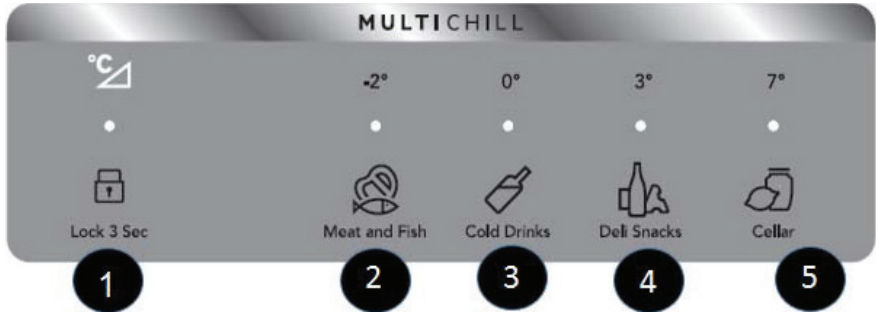 MULTICHILL
°C
-2° 0° 3° 7°
Lock 3 Sec Meat and Fish Cold Drinks Deli Snacks Cellar
1 2 3 4 5